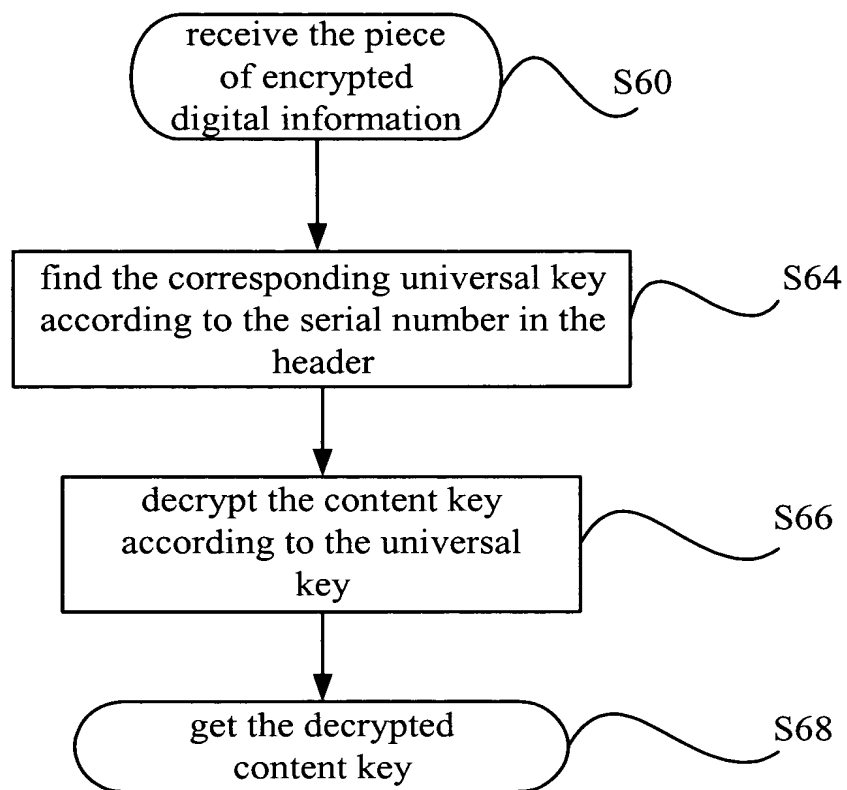 receive the piece
of encrypted
digital information
S60
find the corresponding universal key
according to the serial number in the
header
S64
decrypt the content key
according to the universal
key
S66
get the decrypted
content key
S68